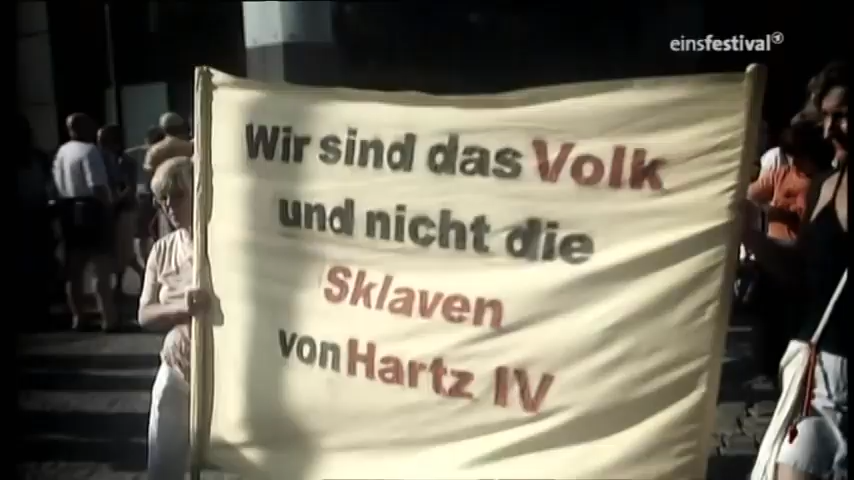 einsfestival
Wir sind das Volk
und nicht die
Sklaven
von Hartz IV